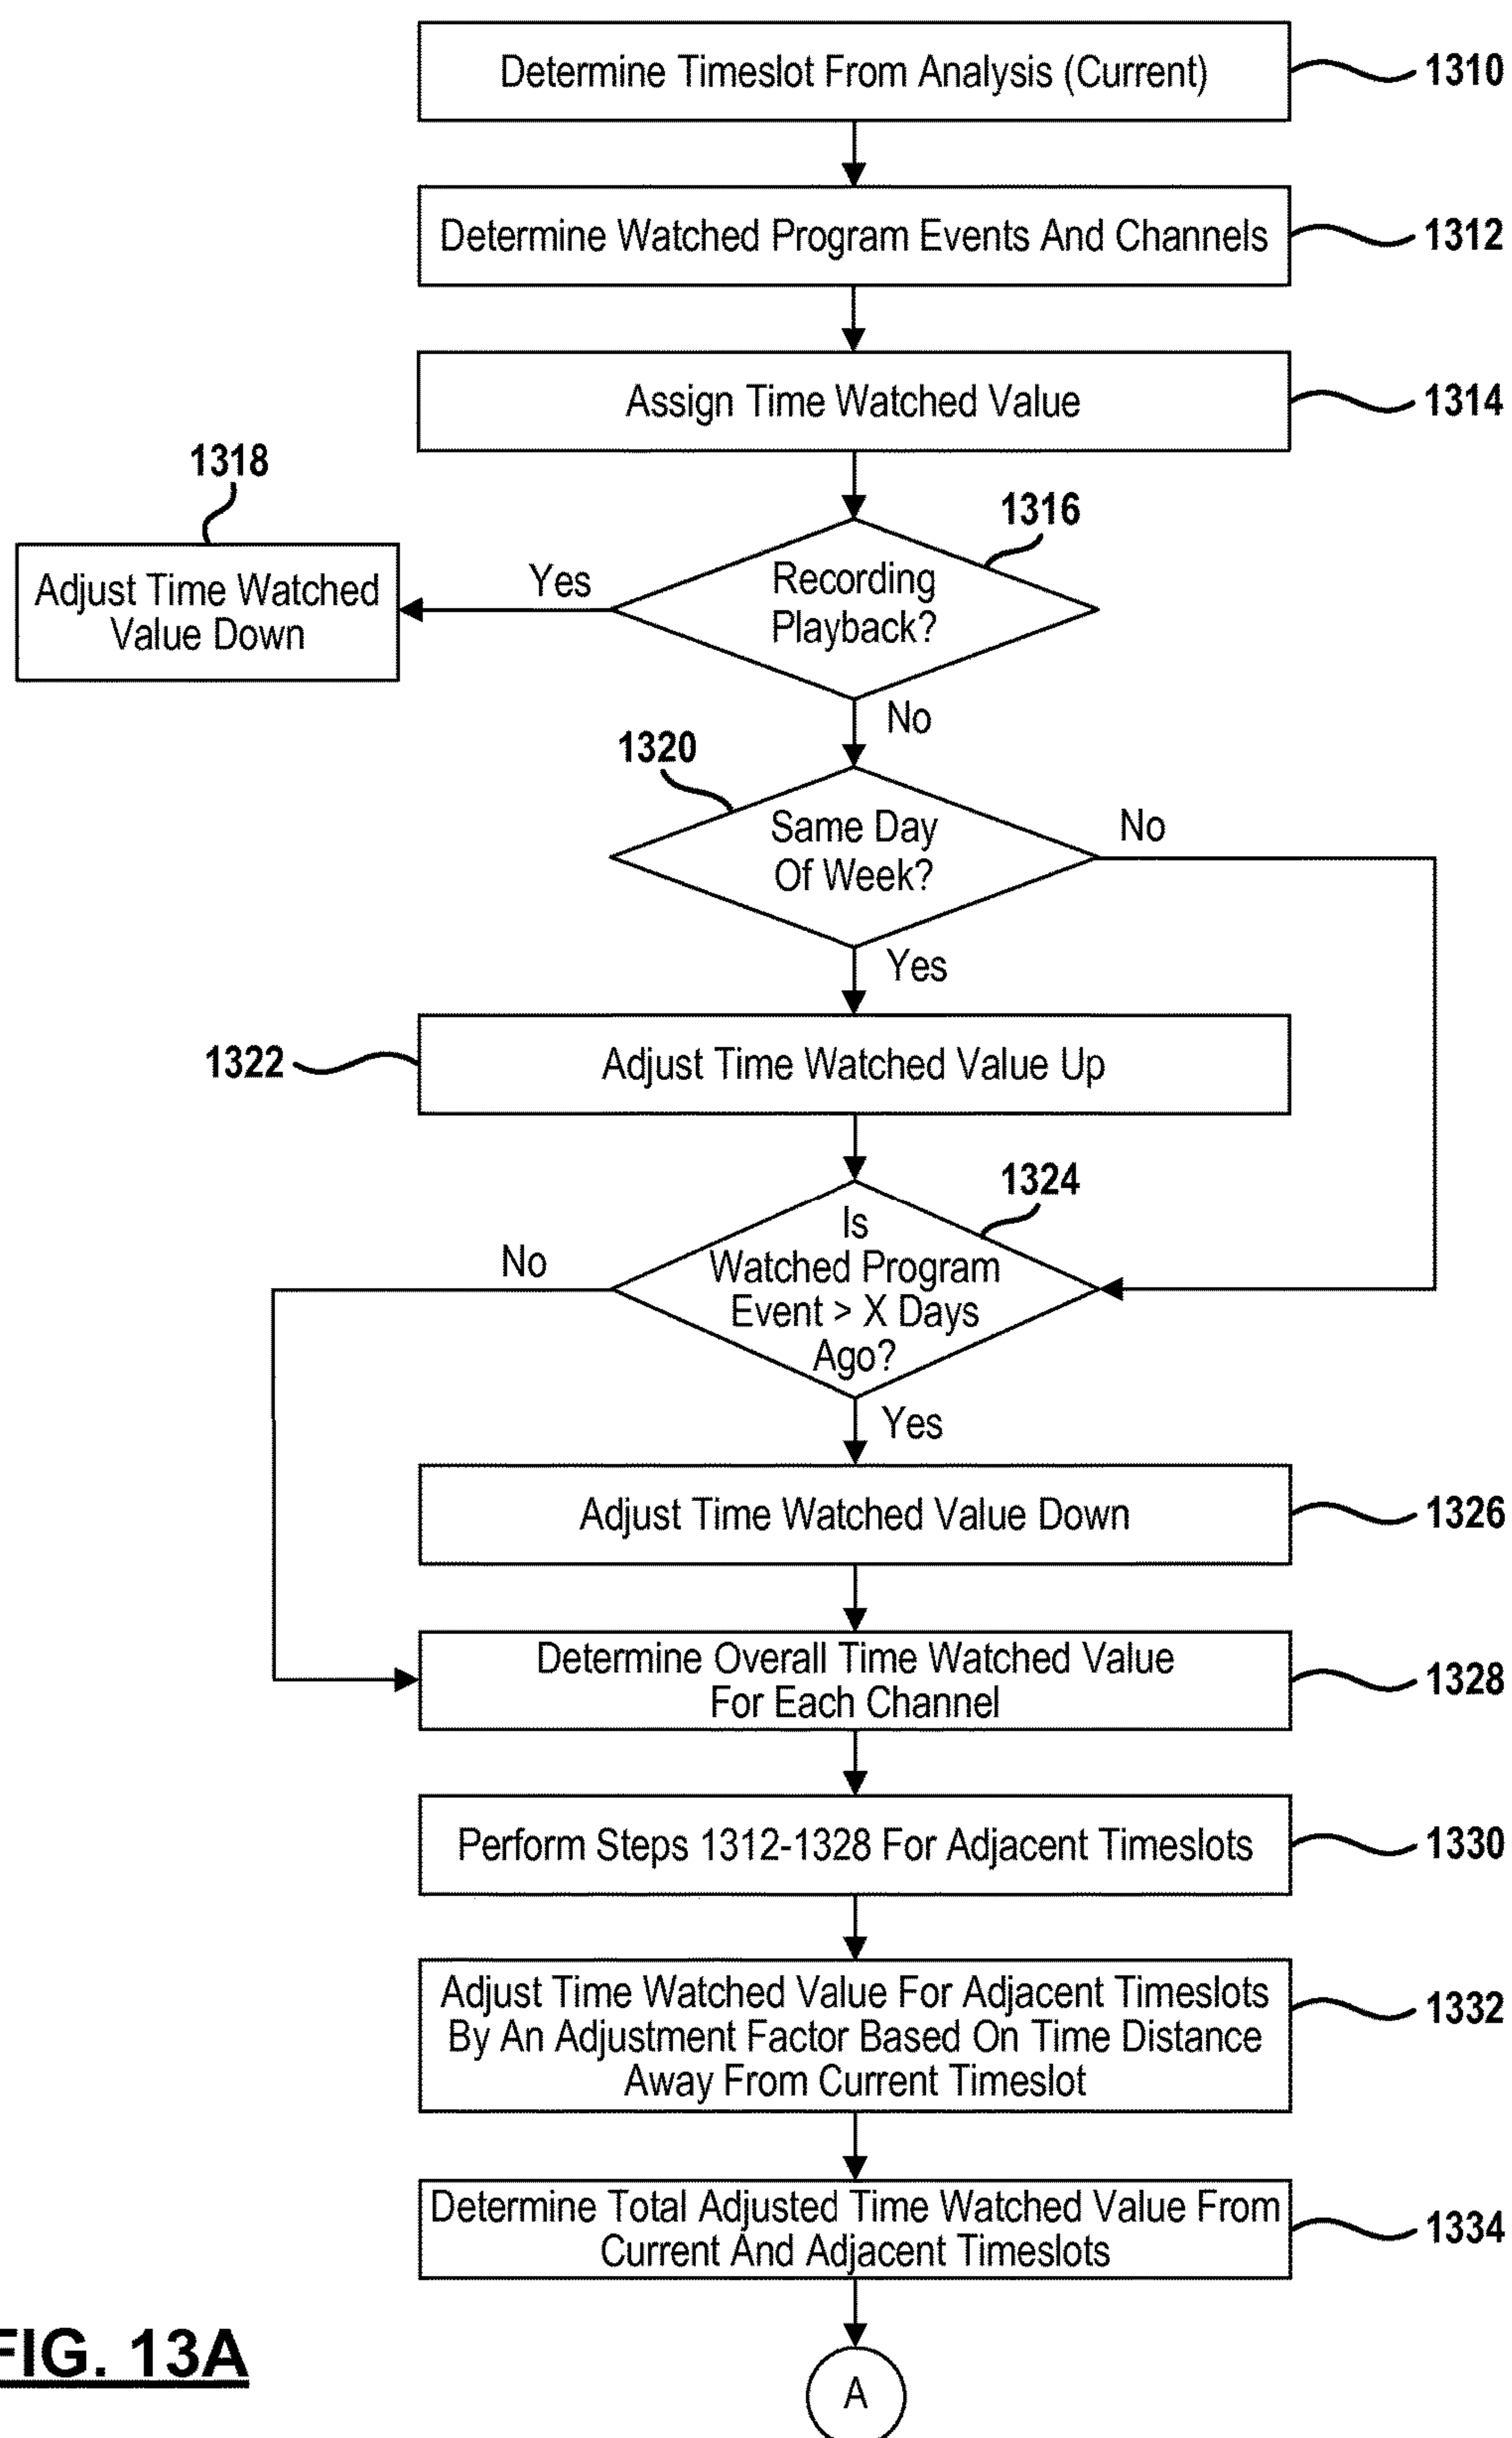 Determine Timeslot From Analysis (Current)
1310
Determine Watched Program Events And Channels
1312
Assign Time Watched Value
1314
1318
1316
Adjust Time Watched
Value Down
Yes
Recording
Playback?
No
1320
Same Day
Of Week?
No
Yes
1322
Adjust Time Watched Value Up
1324
No
Is
Watched Program
Event > X Days
Ago?
Yes
Adjust Time Watched Value Down
1326
Determine Overall Time Watched Value
For Each Channel
1328
Perform Steps 1312-1328 For Adjacent Timeslots
1330
Adjust Time Watched Value For Adjacent Timeslots
By An Adjustment Factor Based On Time Distance
Away From Current Timeslot
1332
Determine Total Adjusted Time Watched Value From
Current And Adjacent Timeslots
1334
FIG. 13A
A